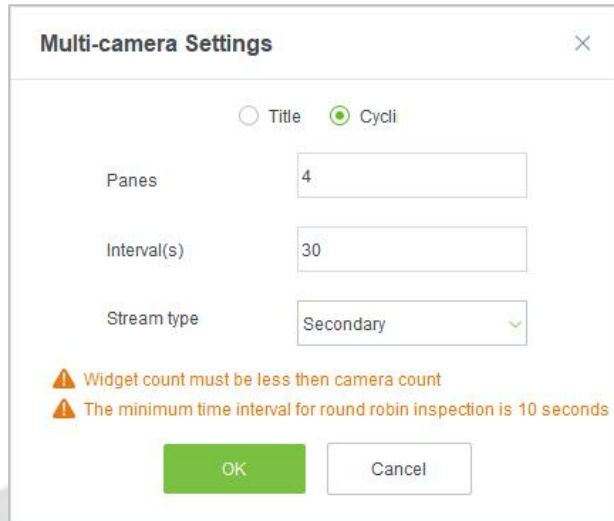 Multi-camera Settings
Title Cycli
Panes 4
Interval(s) 30
Stream type Secondary
Widget count must be less then camera count
The minimum time interval for round robin inspection is 10 seconds
OK Cancel